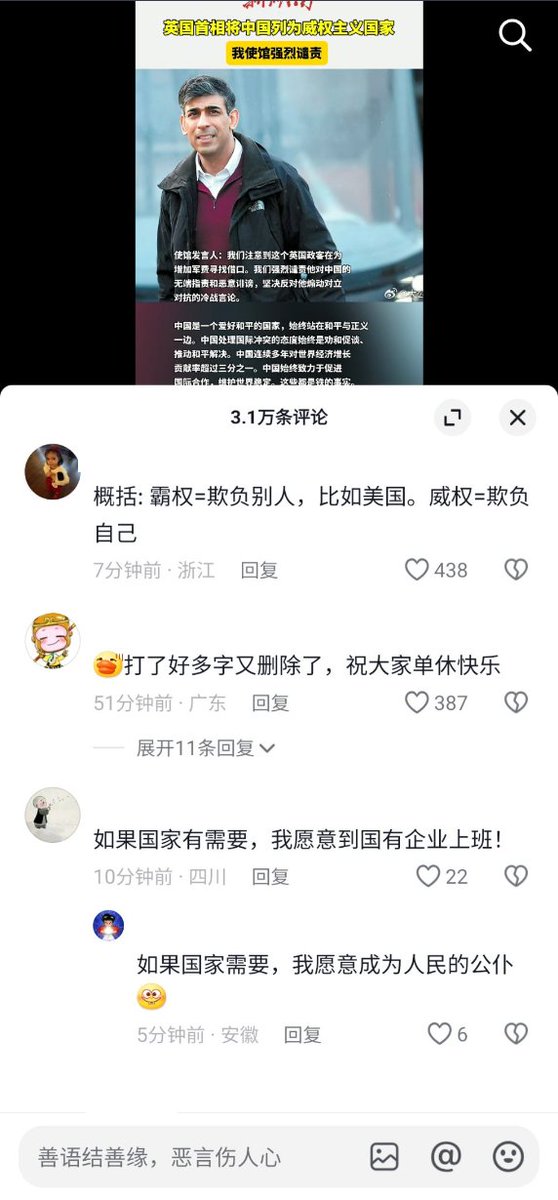 英国首相将中国列为威权主义国家
我使馆强烈谴责
使馆发言人：我们注意到这个英国政客在为
增加军费寻找借口。我们强烈谴责他对中国的
无端指责和恶意诽谤，坚决反对他煽动对立
对抗的冷战言论。
中国是一个爱好和平的国家，始终站在和平与正义
一边。中国处理国际冲突的态度始终是劝和促谈、
推动和平解决。中国连续多年对世界经济增长
贡献率超过三分之一。中国始终致力于促进
国际合作，维护世界稳定，这些都是铁的事实。
3.1万条评论
概括: 霸权=欺负别人，比如美国。威权=欺负
自己
7分钟前 · 浙江 回复 438
打了好多字又删除了，祝大家单休快乐
51分钟前 · 广东 回复 387
展开11条回复
如果国家有需要，我愿意到国有企业上班！
10分钟前 · 四川 回复 22
如果国家需要，我愿意成为人民的公仆
5分钟前 · 安徽 回复 6
善语结善缘，恶言伤人心 @